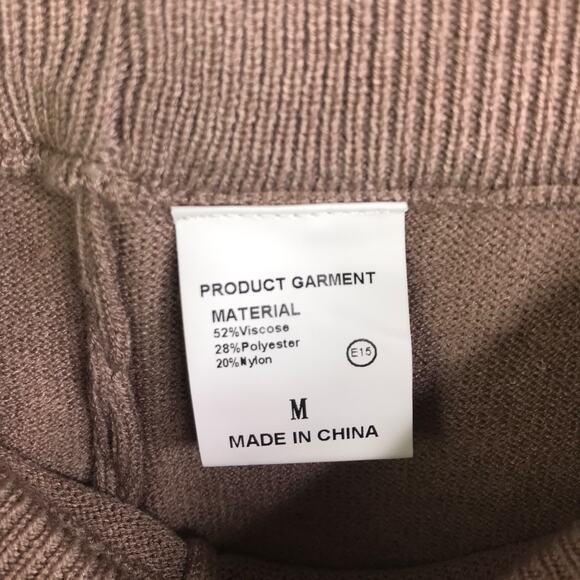 PRODUCT GARMENT
MATERIAL
52%Viscose
28%Polyester
20%Nylon
E15
M
MADE IN CHINA